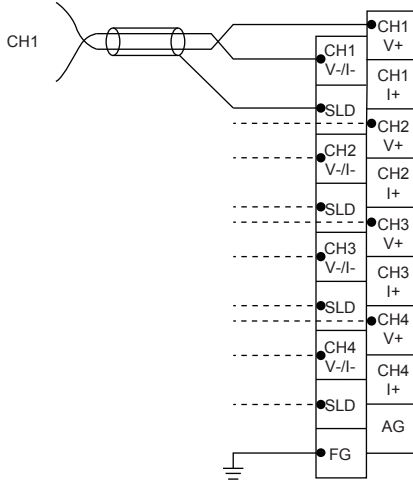 CH1
CH1
V+
CH1
V-/I-
CH1
I+
SLD
CH2
V+
CH2
V-/I-
CH2
I+
SLD
CH3
V+
CH3
V-/I-
CH3
I+
SLD
CH4
V+
CH4
V-/I-
CH4
I+
SLD
AG
FG